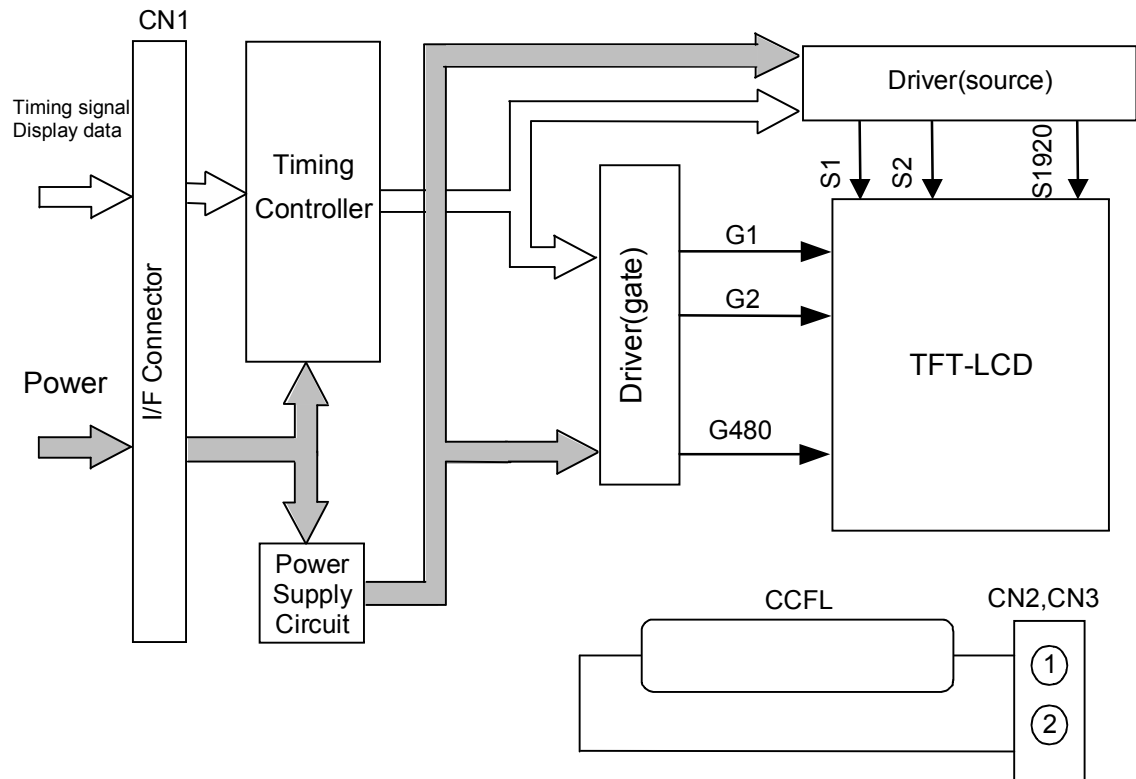 CN1
Timing signal
Display data
Power
I/F Connector
Timing
Controller
Power
Supply
Circuit
Driver(source)
S1
S2
S1920
Driver(gate)
G1
G2
G480
TFT-LCD
CCFL
CN2,CN3
1
2